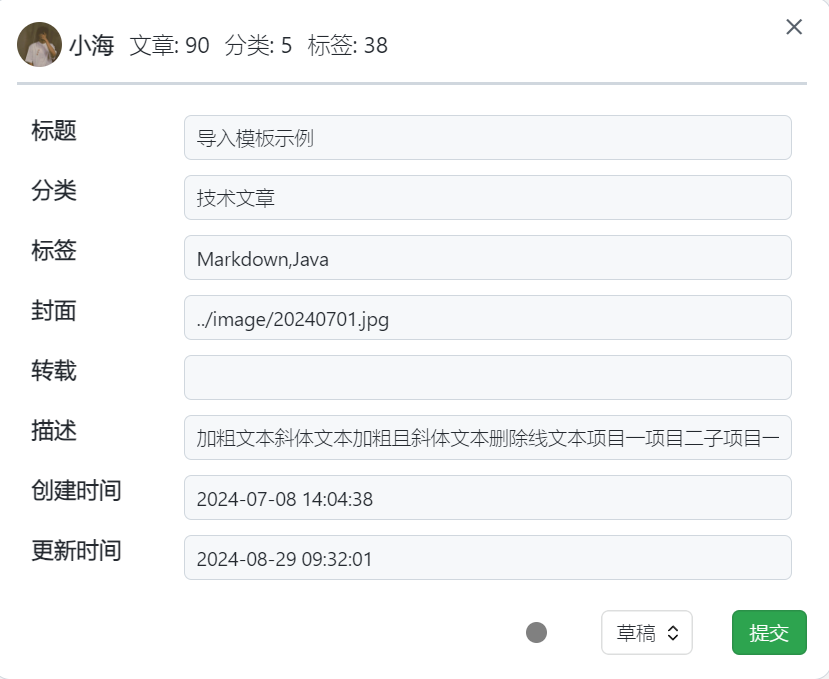 小海 文章: 90 分类: 5 标签: 38
标题 导入模板示例
分类 技术文章
标签 Markdown,Java
封面 ../image/20240701.jpg
转载
描述 加粗文本斜体文本加粗且斜体文本删除线文本项目一项目二子项目一
创建时间 2024-07-08 14:04:38
更新时间 2024-08-29 09:32:01
草稿 提交